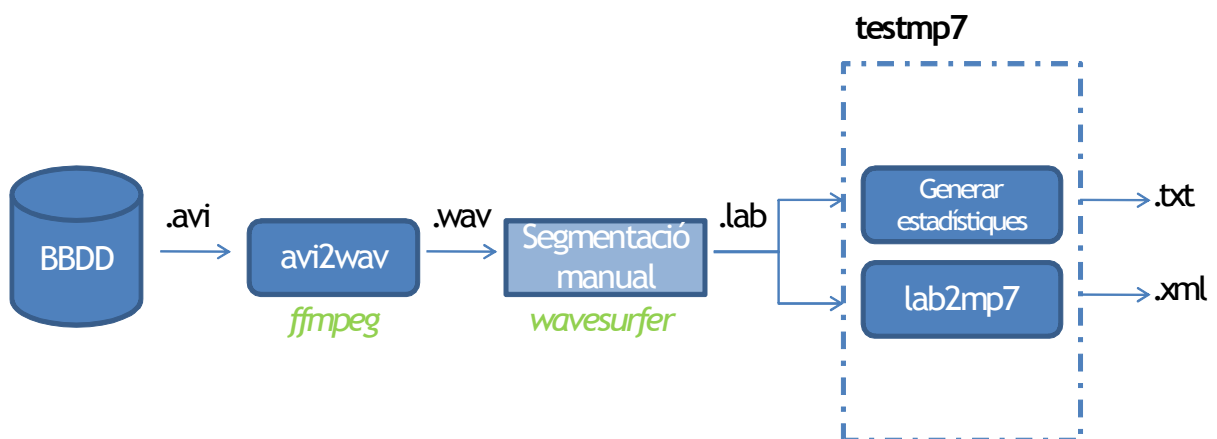 testmp7
BBDD
.avi
avi2wav
ffmpeg
.wav
Segmentació
manual
wavesurfer
.lab
Generar
estadístiques
.txt
lab2mp7
.xml